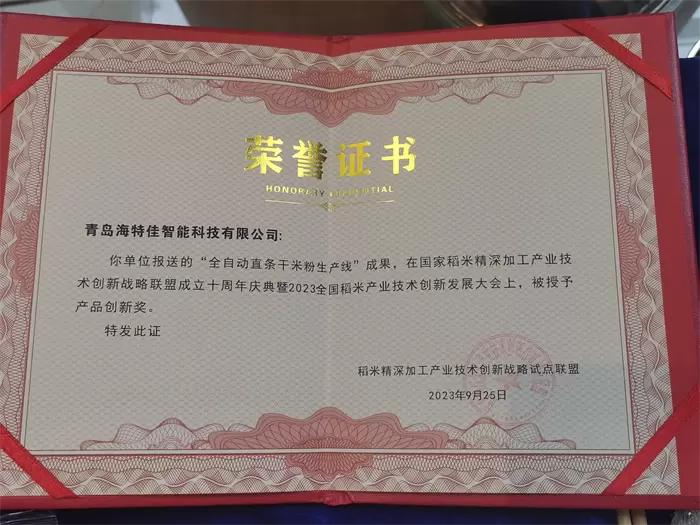 荣誉证书
HONORARY CREDENTIAL
青岛海特佳智能科技有限公司:
你单位报送的“全自动直条干米粉生产线”成果，在国家稻米精深加工产业技
术创新战略联盟成立十周年庆典暨2023全国稻米产业技术创新发展大会上，被授予
产品创新奖。
特发此证
稻米精深加工产业技术创新战略试点联盟
2023年9月25日